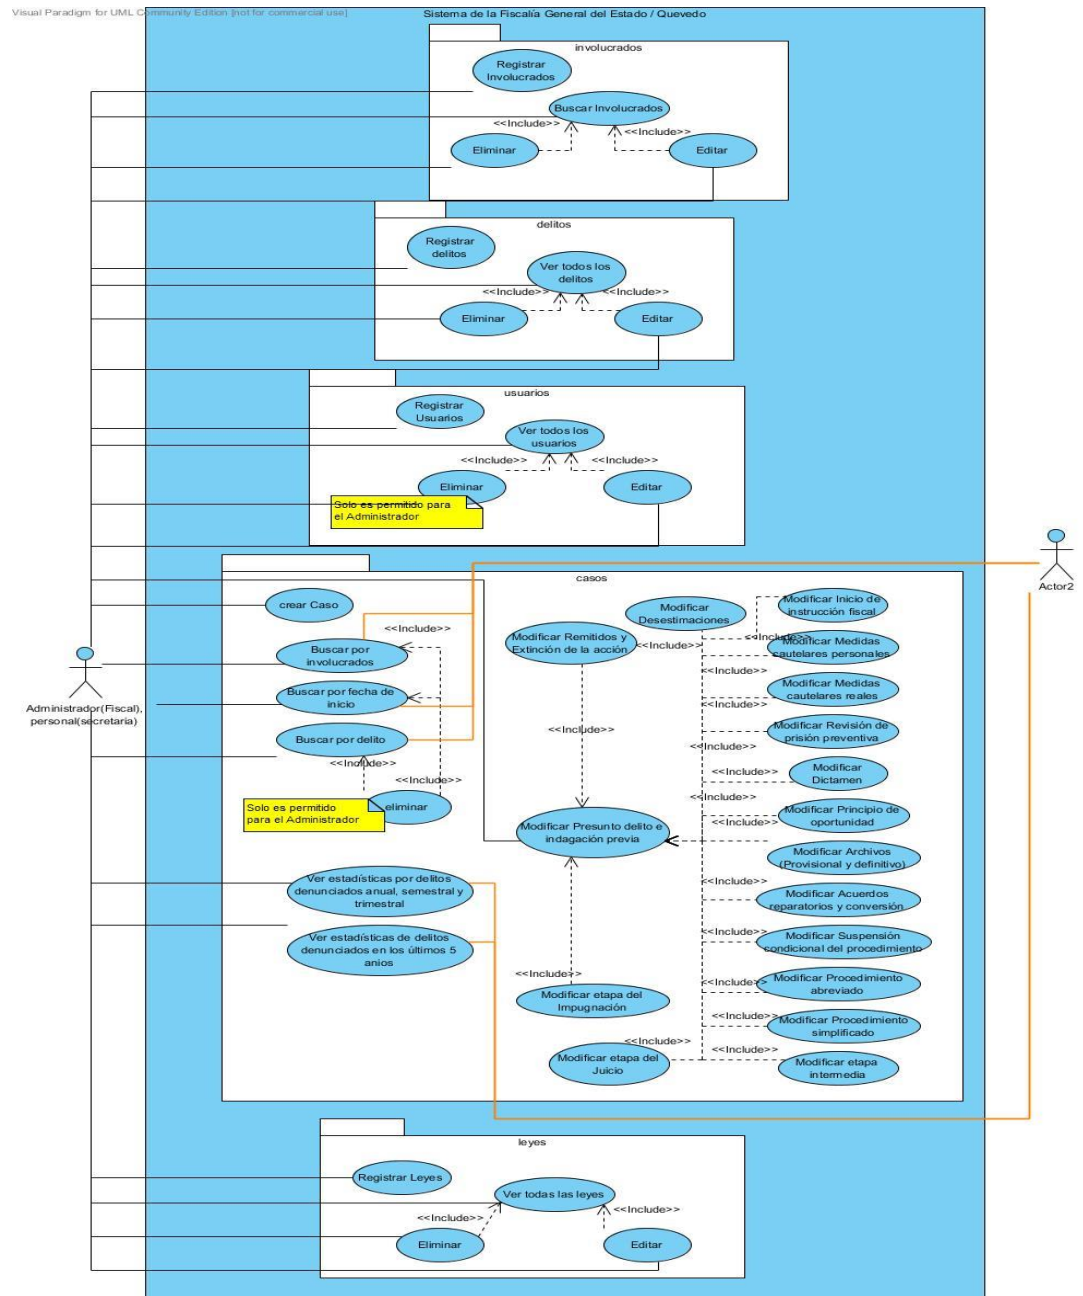 Visual Paradigm for UML Community Edition [not for commercial use]
Sistema de la Fiscalía General del Estado / Quevedo
involucrados
Registrar
Involucrados
Buscar Involucrados
<<Include>>
<<Include>>
Eliminar
Editar
delitos
Registrar
delitos
Ver todos los
delitos
<<Include>>
<<Include>>
Eliminar
Editar
usuarios
Registrar
Usuarios
Ver todos los
usuarios
<<Include>>
<<Include>>
Eliminar
Editar
Solo es permitido para
el Administrador
Actor2
Administrador(Fiscal),
personal(secretaria)
casos
crear Caso
<<Include>>
Buscar por
involucrados
Buscar por fecha de
inicio
Buscar por delito
<<Include>>
<<Include>>
eliminar
Solo es permitido
para el Administrador
Ver estadísticas por delitos
denunciados anual, semestral y
trimestral
Ver estadísticas de delitos
denunciados en los últimos 5
anios
Modificar Remitidos y
Extinción de la acción
<<Include>>
Modificar Presunto delito e
indagación previa
<<Include>>
Modificar etapa del
Impugnación
Modificar etapa del
Juicio
<<Include>>
Modificar
Desestimaciones
<<Include>>
Modificar Inicio de
instrucción fiscal
<<Include>>
Modificar Medidas
cautelares personales
<<Include>>
Modificar Medidas
cautelares reales
<<Include>>
Modificar Revisión de
prisión preventiva
<<Include>>
Modificar
Dictamen
<<Include>>
Modificar Principio de
oportunidad
<<Include>>
Modificar Archivos
(Provisional y definitivo)
<<Include>>
Modificar Acuerdos
reparatorios y conversión
<<Include>>
Modificar Suspensión
condicional del procedimiento
<<Include>>
Modificar Procedimiento
abreviado
<<Include>>
Modificar Procedimiento
simplificado
<<Include>>
Modificar etapa
intermedia
<<Include>>
leyes
Registrar Leyes
Ver todas las leyes
<<Include>>
<<Include>>
Eliminar
Editar